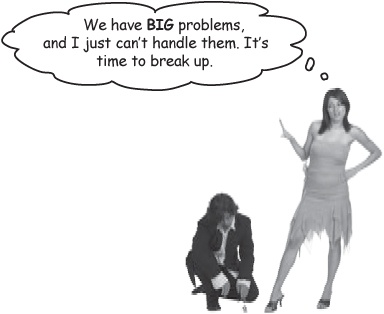 We have BIG problems,
and I just can't handle them. It's
time to break up.